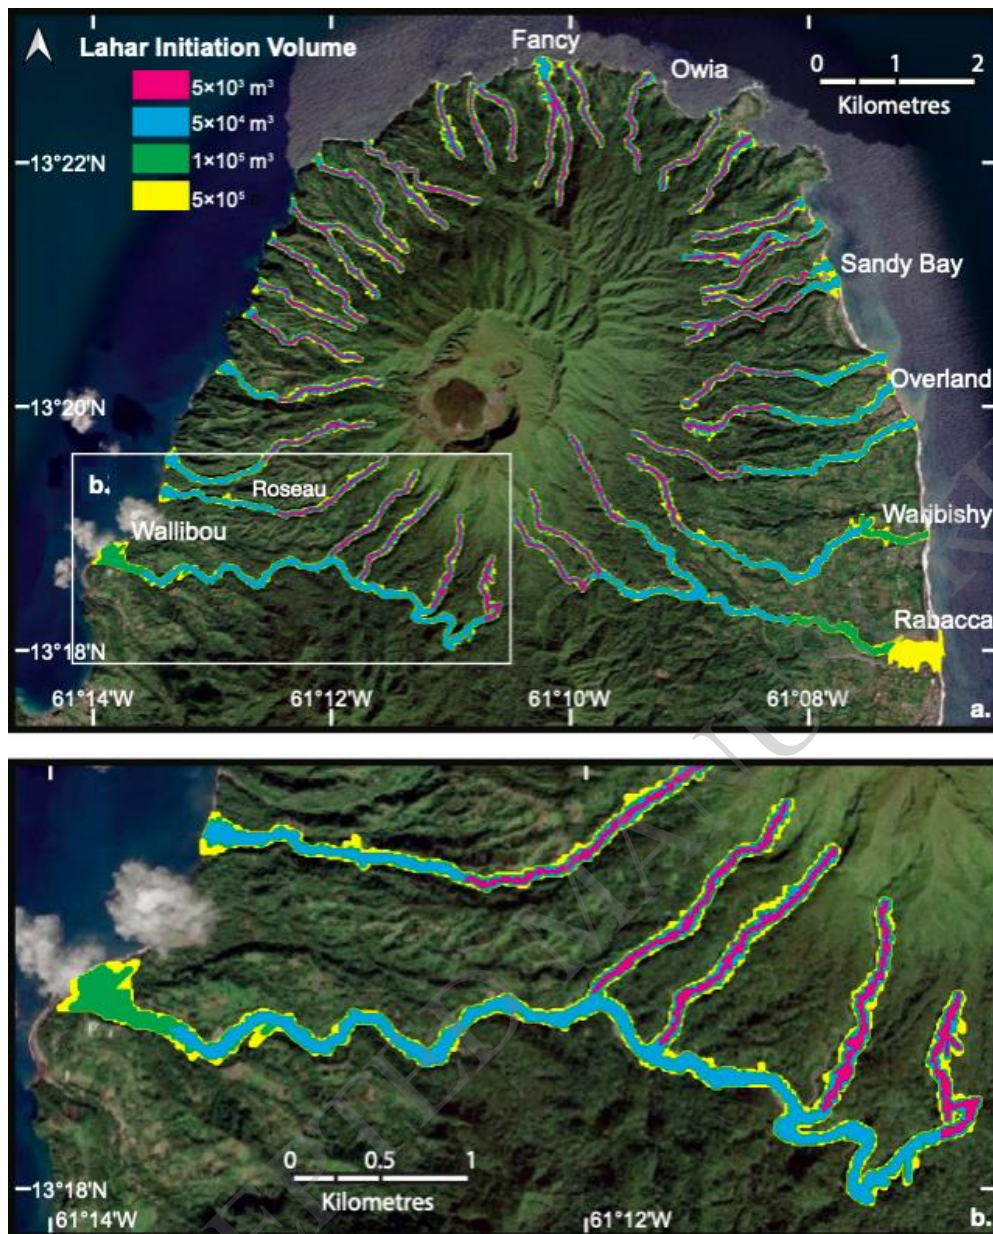 Lahar Initiation Volume
5×10³ m³
5×10⁴ m³
1×10⁵ m³
5×10⁵
Fancy
Owia
0 1 2
Kilometres
13°22'N
Sandy Bay
13°20'N
Overland
b.
Roseau
Wallibou
Waribishy
Rabacca
13°18'N
61°14'W 61°12'W 61°10'W 61°08'W
a.
0 0.5 1
Kilometres
13°18'N
61°14'W 61°12'W
b.